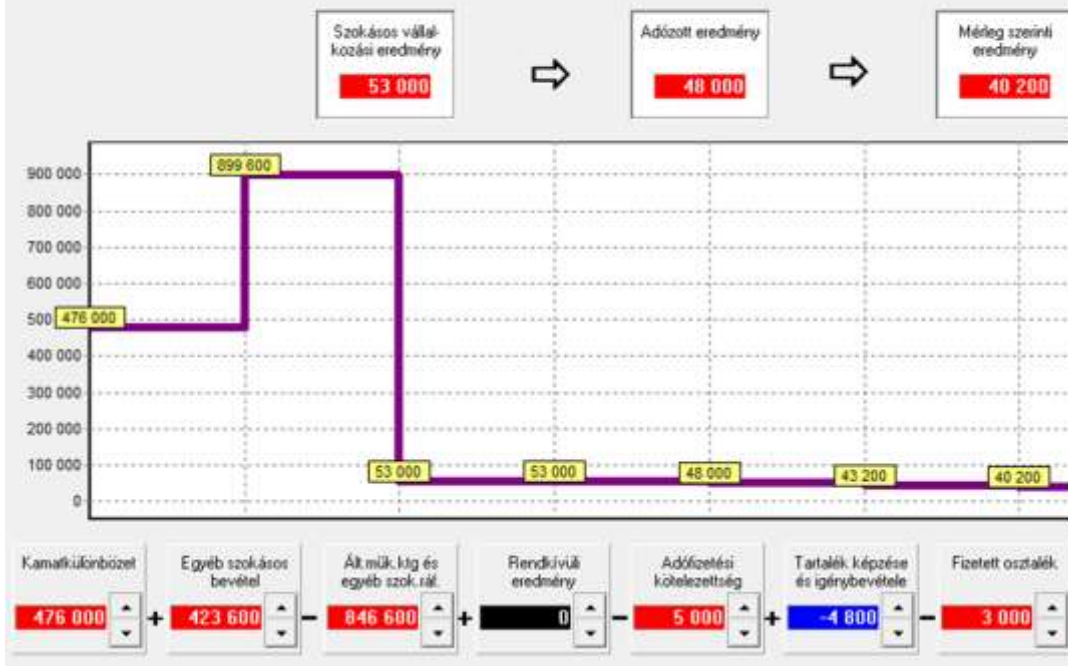 Szokásos vállal-
kozási eredmény
53 000
Adózott eredmény
48 000
Mérleg szerinti
eredmény
40 200
900 000
800 000
700 000
600 000
500
400 000
300 000
200 000
100 000
0
476 000
899 600
53 000
53 000
48 000
43 200
40 200
Kamatkülönbözet
476 000
+
Egyéb szokásos
bevétel
423 600
−
Ált.műk.ktg és
egyéb szok.ráf.
846 600
+
Rendkívüli
eredmény
0
−
Adófizetési
kötelezettség
5 000
+
Tartalék képzése
és igénybevétele
-4 800
−
Fizetett osztalék
3 000